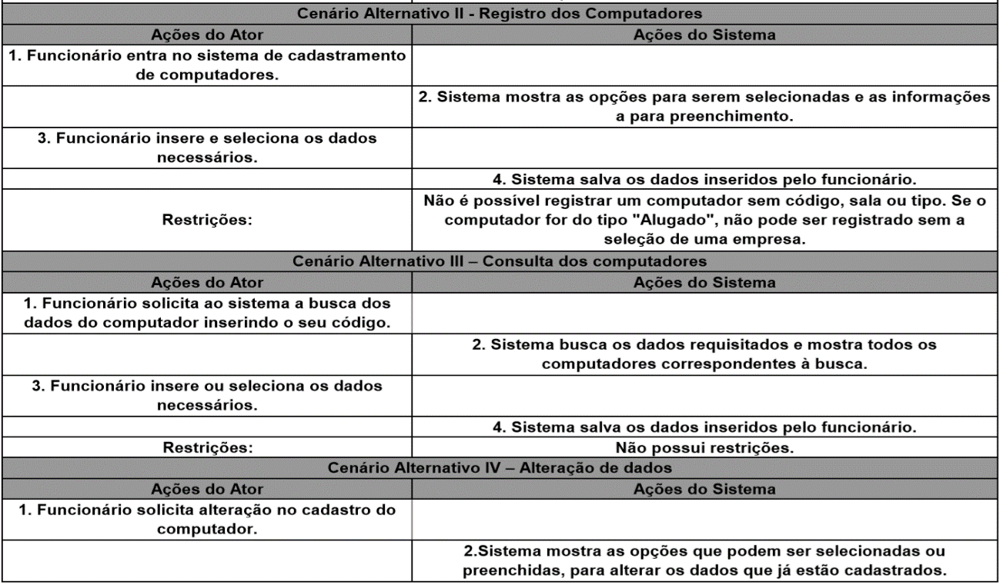 Cenário Alternativo II - Registro dos Computadores
Ações do Ator
Ações do Sistema
1. Funcionário entra no sistema de cadastramento
de computadores.
2. Sistema mostra as opções para serem selecionadas e as informações
a para preenchimento.
3. Funcionário insere e seleciona os dados
necessários.
4. Sistema salva os dados inseridos pelo funcionário.
Restrições:
Não é possível registrar um computador sem código, sala ou tipo. Se o
computador for do tipo "Alugado", não pode ser registrado sem a
seleção de uma empresa.
Cenário Alternativo III – Consulta dos computadores
Ações do Ator
Ações do Sistema
1. Funcionário solicita ao sistema a busca dos
dados do computador inserindo o seu código.
2. Sistema busca os dados requisitados e mostra todos os
computadores correspondentes à busca.
3. Funcionário insere ou seleciona os dados
necessários.
4. Sistema salva os dados inseridos pelo funcionário.
Restrições:
Não possui restrições.
Cenário Alternativo IV – Alteração de dados
Ações do Ator
Ações do Sistema
1. Funcionário solicita alteração no cadastro do
computador.
2.Sistema mostra as opções que podem ser selecionadas ou
preenchidas, para alterar os dados que já estão cadastrados.